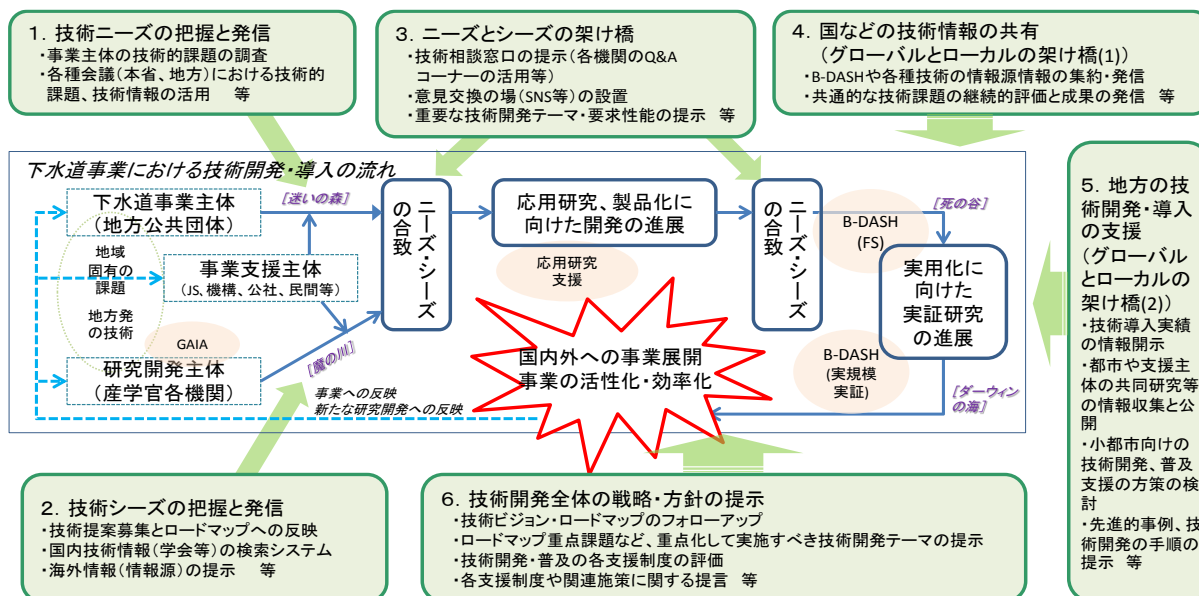 1．技術ニーズの把握と発信
・事業主体の技術的課題の調査
・各種会議（本省、地方）における技術的
課題、技術情報の活用　等
3．ニーズとシーズの架け橋
・技術相談窓口の提示（各機関のQ&A
コーナーの活用等）
・意見交換の場（SNS等）の設置
・重要な技術開発テーマ・要求性能の提示　等
4．国などの技術情報の共有
（グローバルとローカルの架け橋(1)）
・B-DASHや各種技術の情報源情報の集約・発信
・共通的な技術課題の継続的評価と成果の発信　等
下水道事業における技術開発・導入の流れ
下水道事業主体
（地方公共団体）
［迷いの森］
地域
固有の
課題
地方発
の技術
事業支援主体
（JS、機構、公社、民間等）
GAIA
研究開発主体
（産学官各機関）
［魔の川］
ニーズ・シーズ
の合致
応用研究、製品化に
向けた開発の進展
応用研究
支援
ニーズ・シーズ
の合致
B-DASH
(FS)
［死の谷］
実用化に
向けた
実証研究
の進展
B-DASH
(実規模
実証)
［ダーウィン
の海］
国内外への事業展開
事業の活性化・効率化
事業への反映
新たな研究開発への反映
5．地方の技
術開発・導入
の支援
（グローバル
とローカルの
架け橋(2)）
・技術導入実績
の情報開示
・都市や支援主
体の共同研究等
の情報収集と公
開
・小都市向けの
技術開発、普及
支援の方策の検
討
・先進的事例、技
術開発の手順の
提示　等
2．技術シーズの把握と発信
・技術提案募集とロードマップへの反映
・国内技術情報（学会等）の検索システム
・海外情報（情報源）の提示　等
6．技術開発全体の戦略・方針の提示
・技術ビジョン・ロードマップのフォローアップ
・ロードマップ重点課題など、重点化して実施すべき技術開発テーマの提示
・技術開発・普及の各支援制度の評価
・各支援制度や関連施策に関する提言　等